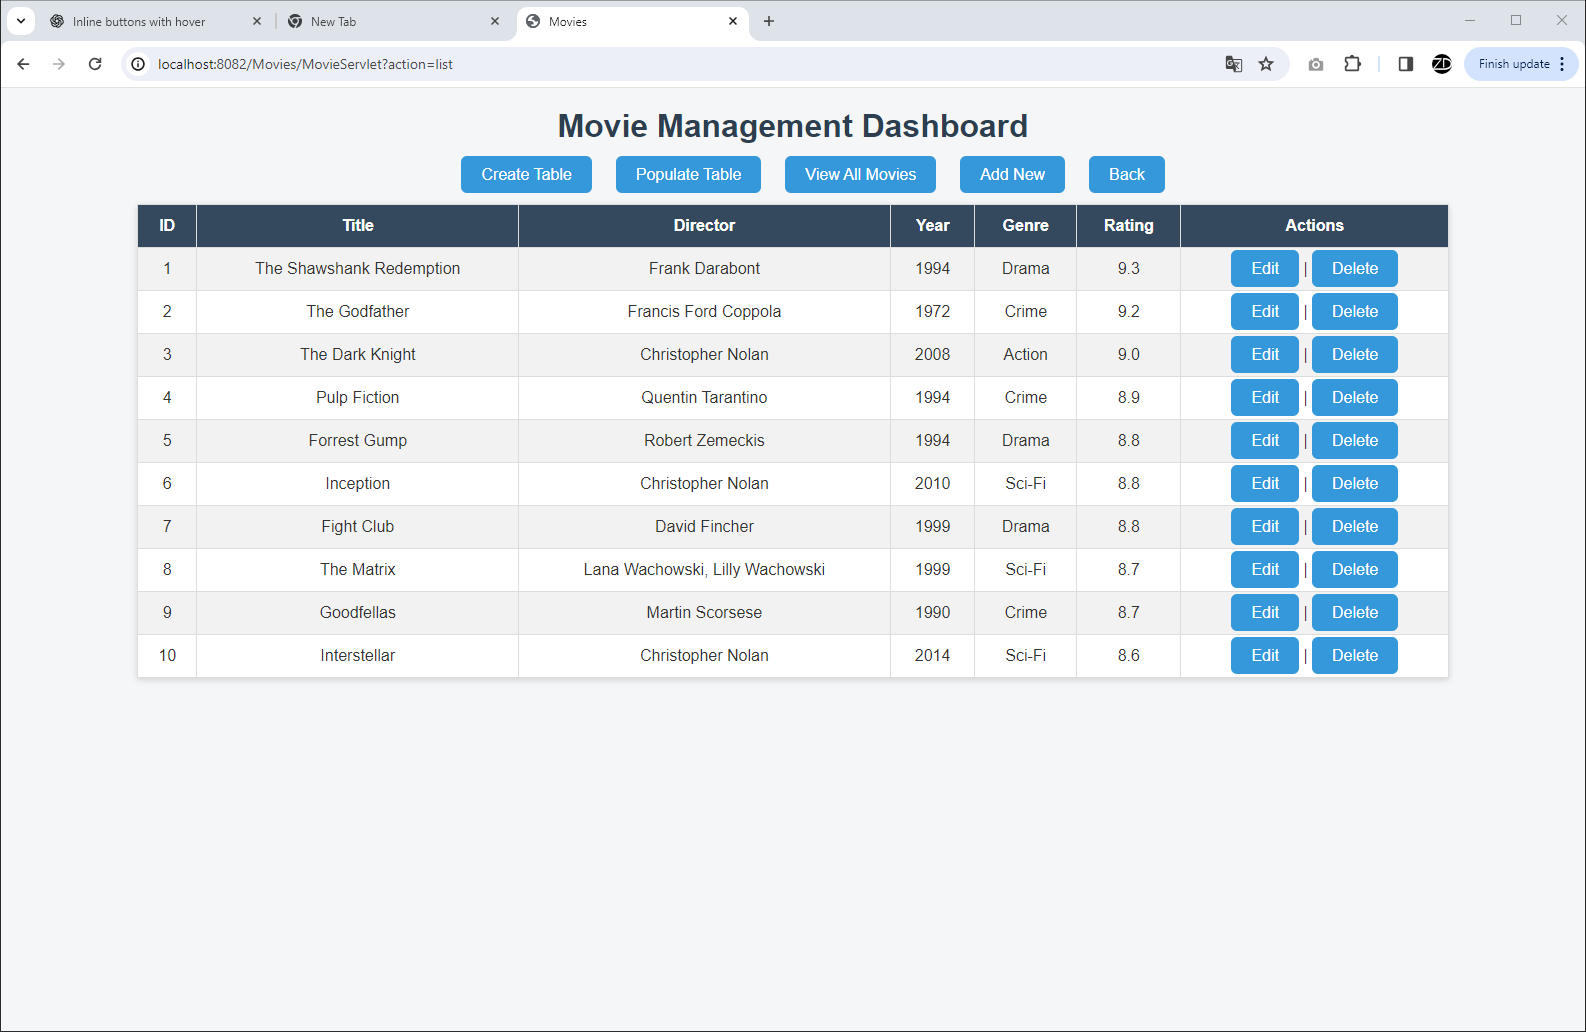 Inline buttons with hover New Tab Movies
localhost:8082/Movies/MovieServlet?action=list ZD Finish update
Movie Management Dashboard
Create Table Populate Table View All Movies Add New Back
ID Title Director Year Genre Rating Actions
1 The Shawshank Redemption Frank Darabont 1994 Drama 9.3 Edit | Delete
2 The Godfather Francis Ford Coppola 1972 Crime 9.2 Edit | Delete
3 The Dark Knight Christopher Nolan 2008 Action 9.0 Edit | Delete
4 Pulp Fiction Quentin Tarantino 1994 Crime 8.9 Edit | Delete
5 Forrest Gump Robert Zemeckis 1994 Drama 8.8 Edit | Delete
6 Inception Christopher Nolan 2010 Sci-Fi 8.8 Edit | Delete
7 Fight Club David Fincher 1999 Drama 8.8 Edit | Delete
8 The Matrix Lana Wachowski, Lilly Wachowski 1999 Sci-Fi 8.7 Edit | Delete
9 Goodfellas Martin Scorsese 1990 Crime 8.7 Edit | Delete
10 Interstellar Christopher Nolan 2014 Sci-Fi 8.6 Edit | Delete